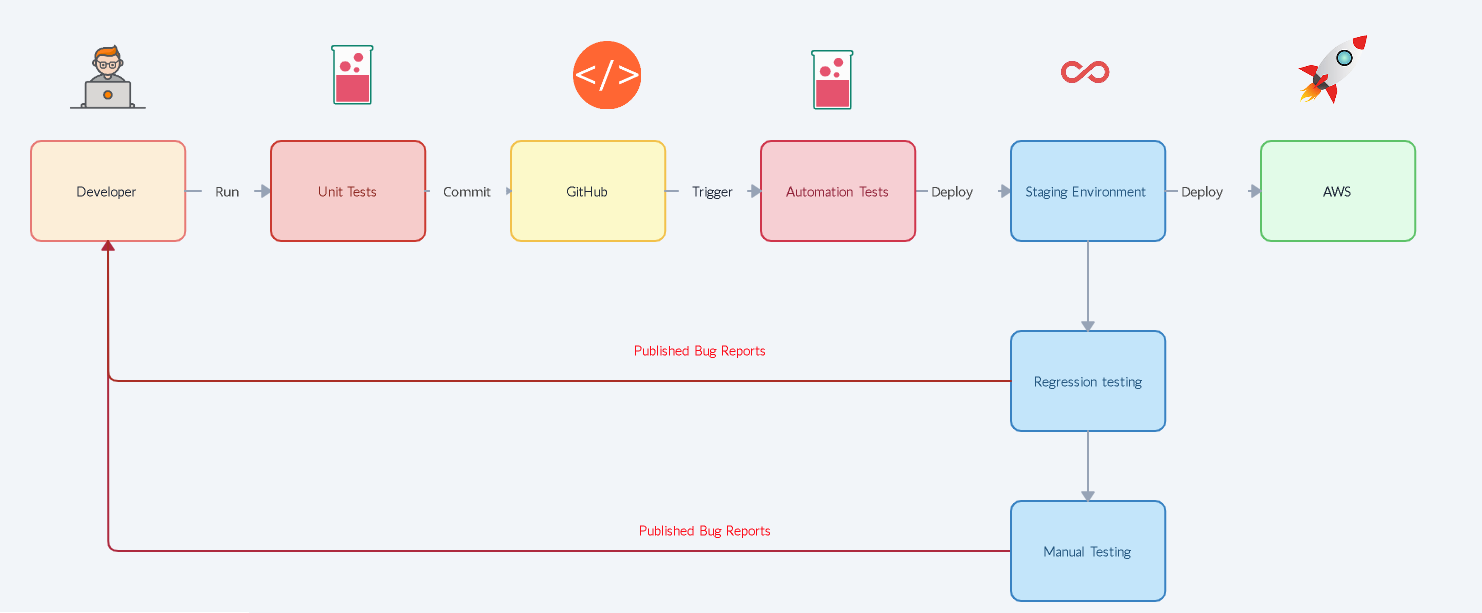 </>
Developer
Run
Unit Tests
Commit
GitHub
Trigger
Automation Tests
Deploy
Staging Environment
Deploy
AWS
Published Bug Reports
Regression testing
Published Bug Reports
Manual Testing